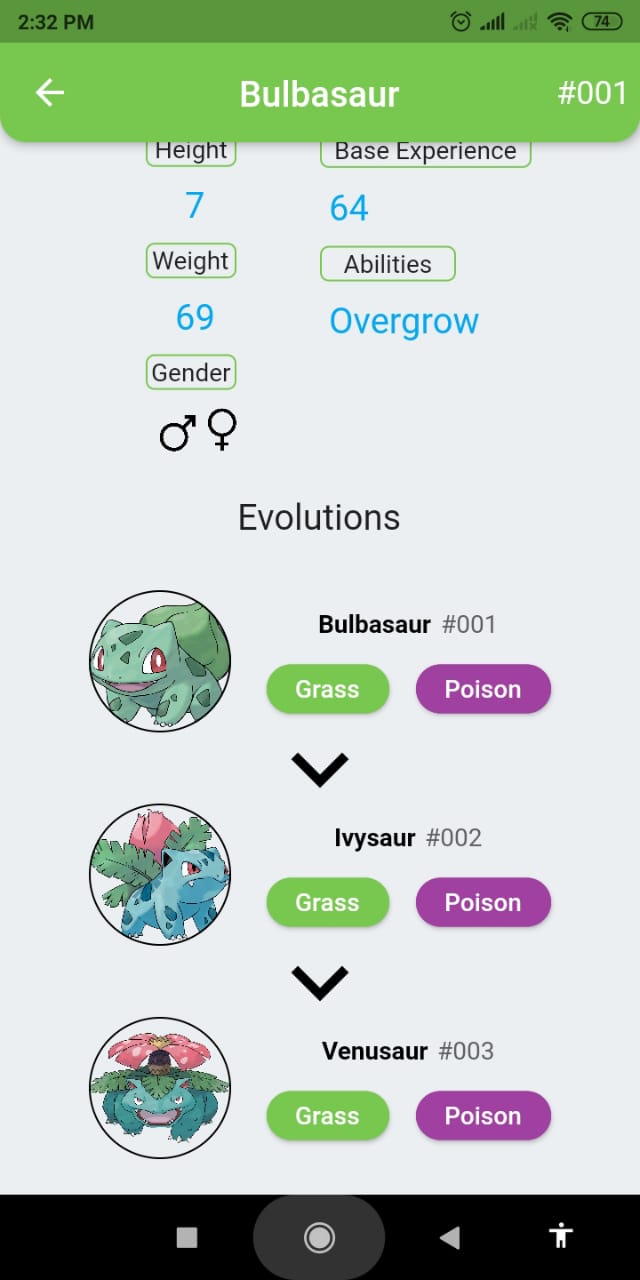 2:32 PM 74
Bulbasaur #001
Height Base Experience
7 64
Weight Abilities
69 Overgrow
Gender
Evolutions
Bulbasaur #001
Grass Poison
Ivysaur #002
Grass Poison
Venusaur #003
Grass Poison